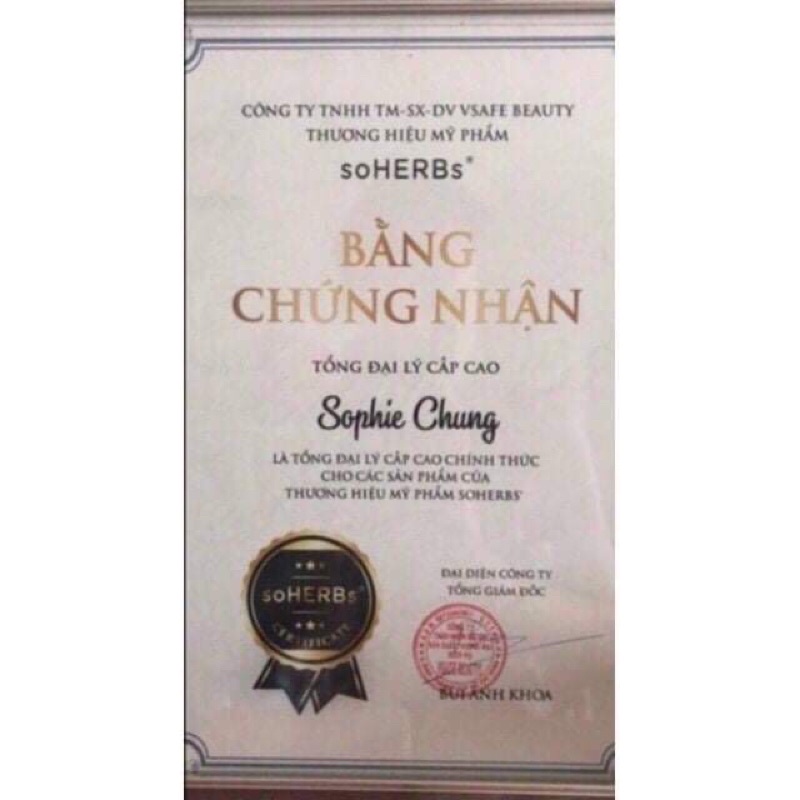 CÔNG TY TNHH TM-SX-DV VSAFE BEAUTY
THƯƠNG HIỆU MỸ PHẨM
soHERBs®
BẰNG
CHỨNG NHẬN
TỔNG ĐẠI LÝ CẤP CAO
Sophie Chung
LÀ TỔNG ĐẠI LÝ CẤP CAO CHÍNH THỨC
CHO CÁC SẢN PHẨM CỦA
THƯƠNG HIỆU MỸ PHẨM SOHERBS®
soHERBs®
CERTIFICATE
ĐẠI DIỆN CÔNG TY
TỔNG GIÁM ĐỐC
BÙI ÁNH KHOA